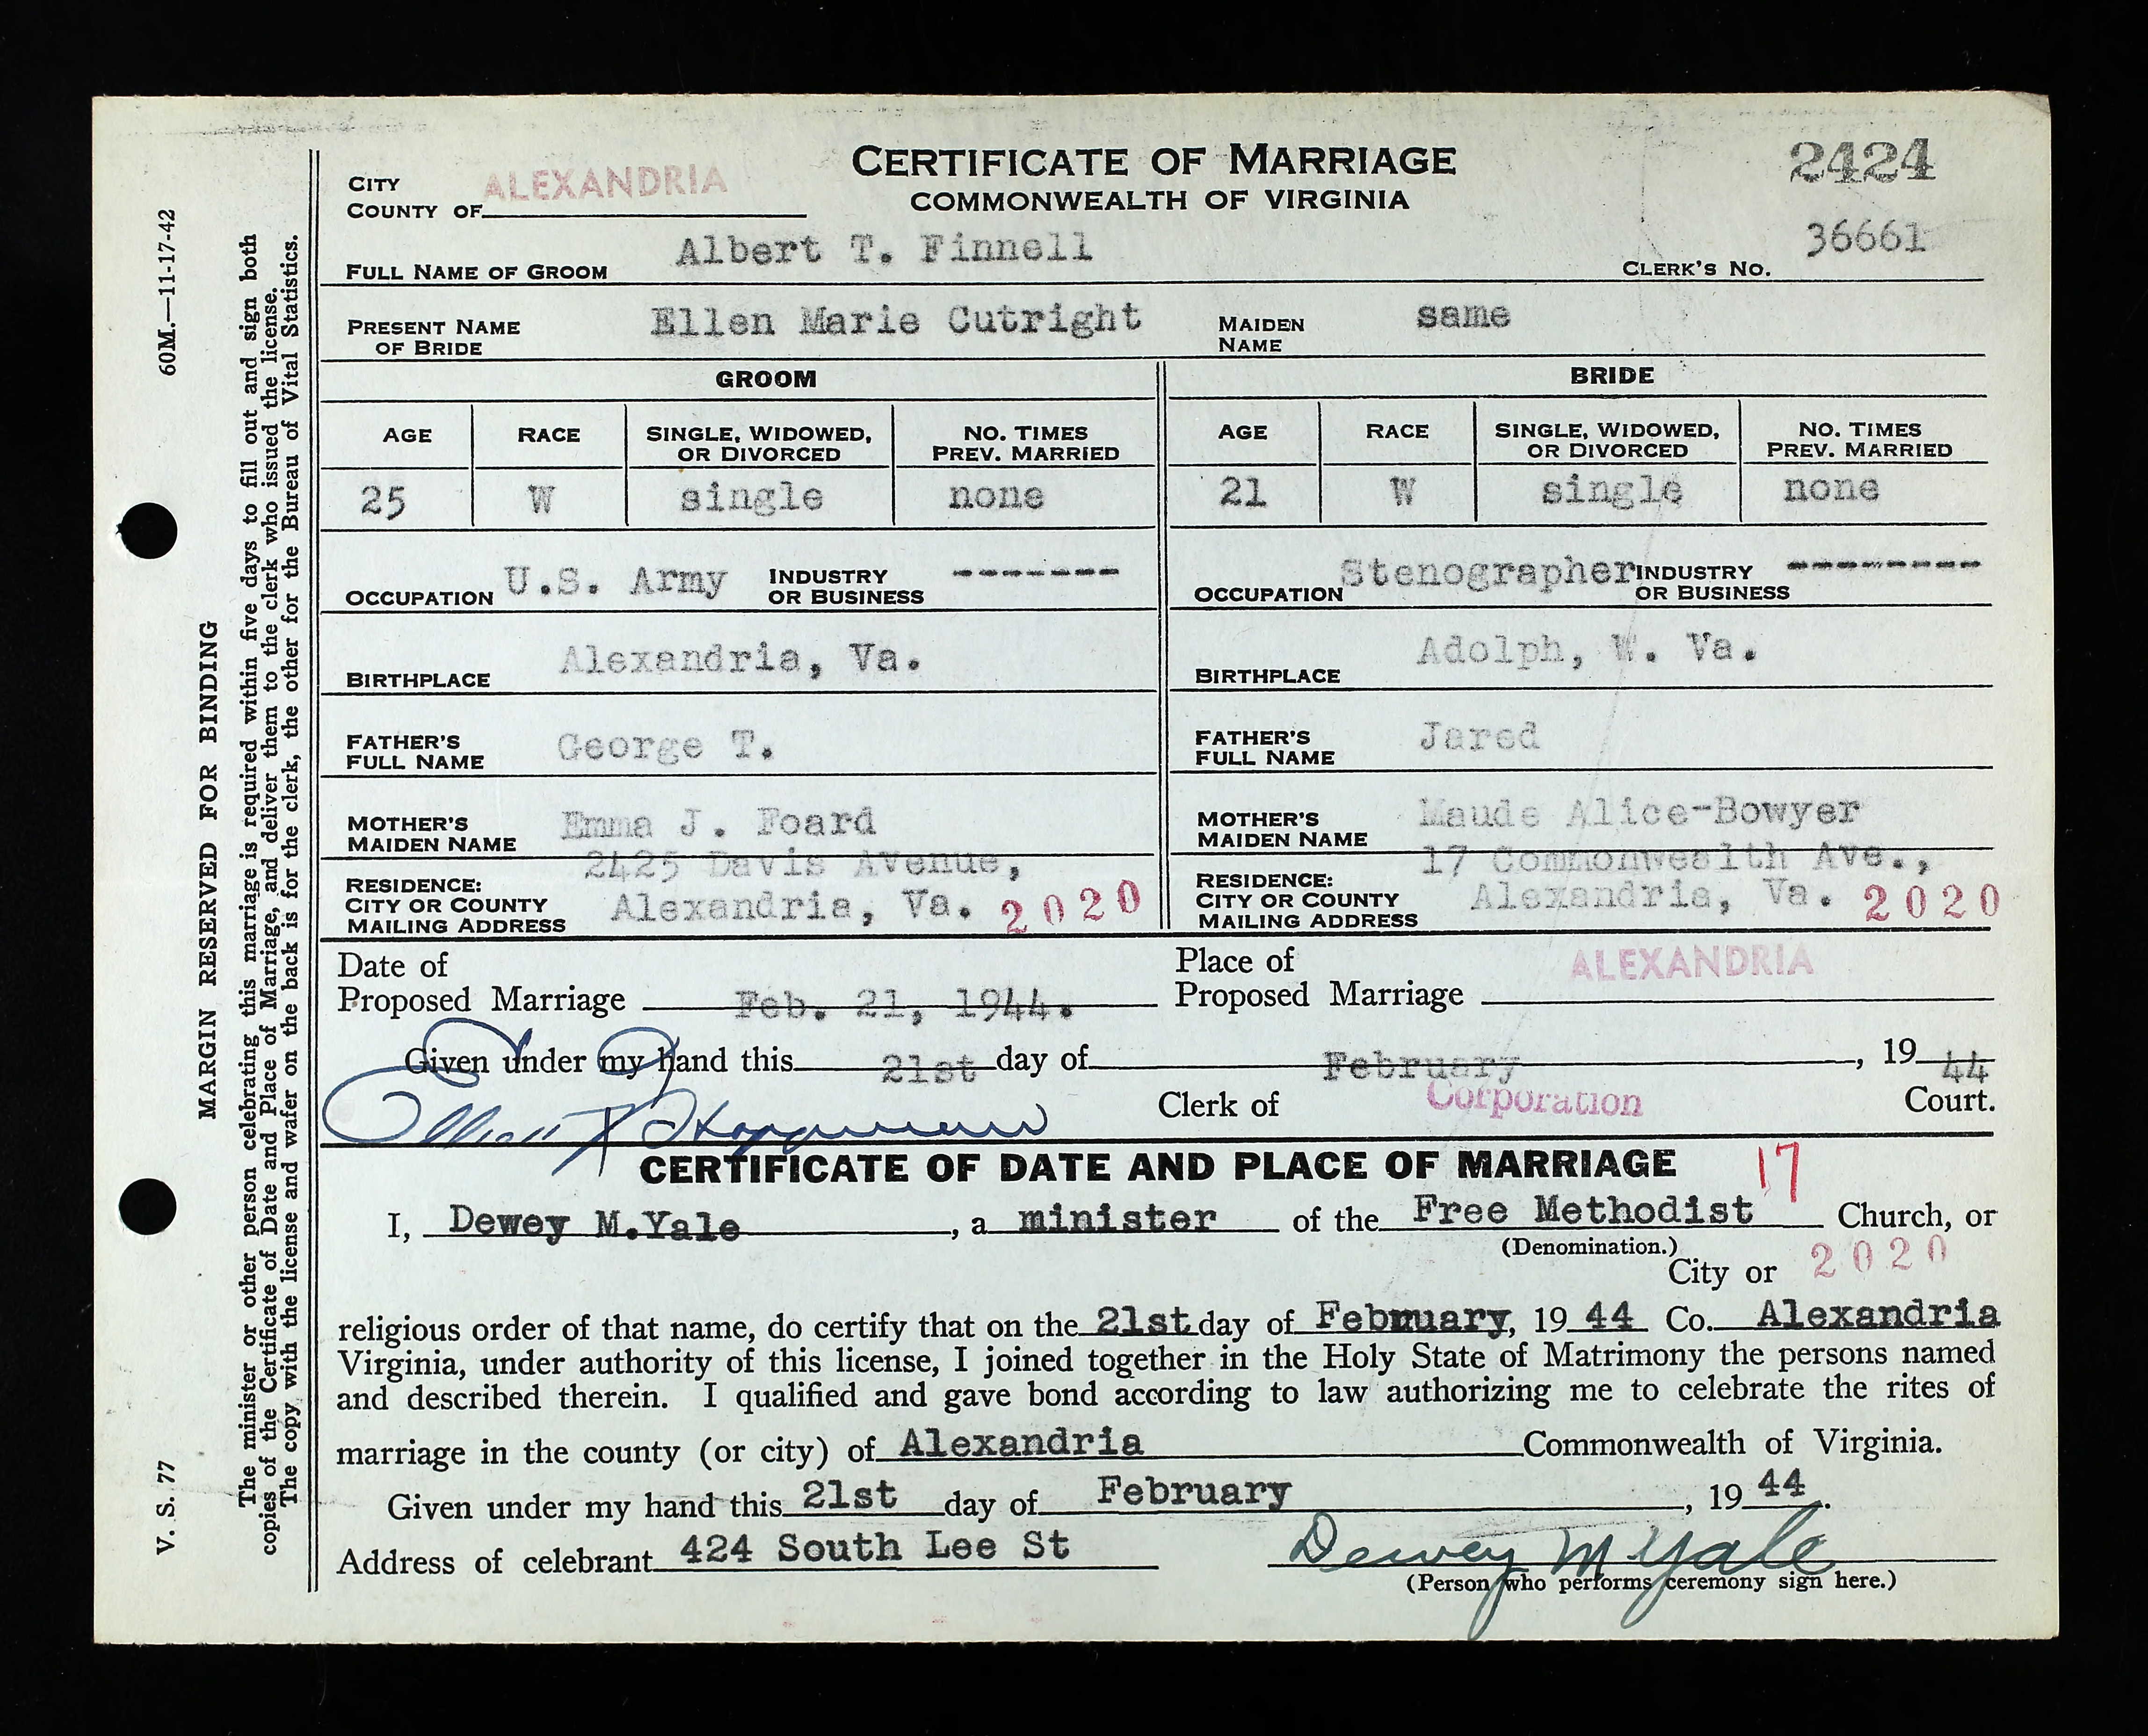 CERTIFICATE OF MARRIAGE
COMMONWEALTH OF VIRGINIA
2424
CITY
COUNTY OF ALEXANDRIA
FULL NAME OF GROOM Albert T. Finnell CLERK'S NO. 36661
PRESENT NAME OF BRIDE Ellen Marie Cutright MAIDEN NAME same
GROOM BRIDE
AGE RACE SINGLE, WIDOWED, OR DIVORCED NO. TIMES PREV. MARRIED AGE RACE SINGLE, WIDOWED, OR DIVORCED NO. TIMES PREV. MARRIED
25 W single none 21 W single none
OCCUPATION U.S. Army INDUSTRY OR BUSINESS -------- OCCUPATION Stenographer INDUSTRY OR BUSINESS ---------
BIRTHPLACE Alexandria, Va. BIRTHPLACE Adolph, W. Va.
FATHER'S FULL NAME George T. FATHER'S FULL NAME Jared
MOTHER'S MAIDEN NAME Emma J. Foard MOTHER'S MAIDEN NAME Maude Alice-Bowyer
RESIDENCE: CITY OR COUNTY MAILING ADDRESS 2425 Davis Avenue, Alexandria, Va. 2020 RESIDENCE: CITY OR COUNTY MAILING ADDRESS 17 Commonwealth Ave., Alexandria, Va. 2020
Date of Proposed Marriage Feb. 21, 1944. Place of Proposed Marriage ALEXANDRIA
Given under my hand this 21st day of February, 1944
Clerk of Corporation Court.
CERTIFICATE OF DATE AND PLACE OF MARRIAGE 17
I, Dewey M.Yale, a minister of the Free Methodist Church, or
(Denomination.)
City or 2020
religious order of that name, do certify that on the 21st day of February, 1944 Co. Alexandria
Virginia, under authority of this license, I joined together in the Holy State of Matrimony the persons named
and described therein. I qualified and gave bond according to law authorizing me to celebrate the rites of
marriage in the county (or city) of Alexandria Commonwealth of Virginia.
Given under my hand this 21st day of February, 1944.
Address of celebrant 424 South Lee St Dewey M Yale
(Person who performs ceremony sign here.)
V. S. 77 60M.—11-17-42
MARGIN RESERVED FOR BINDING
The minister or other person celebrating this marriage is required within five days to fill out and sign both
copies of the Certificate of Date and Place of Marriage, and deliver them to the clerk who issued the license.
The copy with the license and wafer on the back is for the clerk, the other for the Bureau of Vital Statistics.